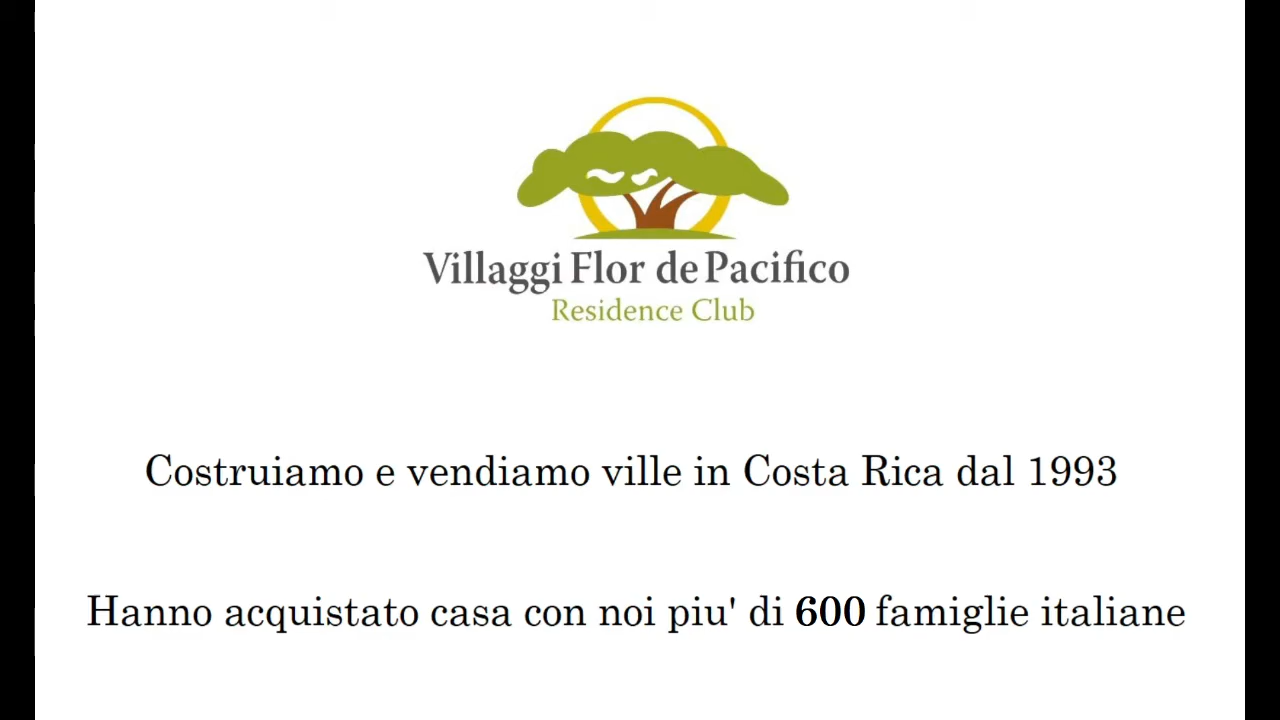 Villaggi Flor de Pacifico
Residence Club
Costruiamo e vendiamo ville in Costa Rica dal 1993
Hanno acquistato casa con noi piu' di 600 famiglie italiane